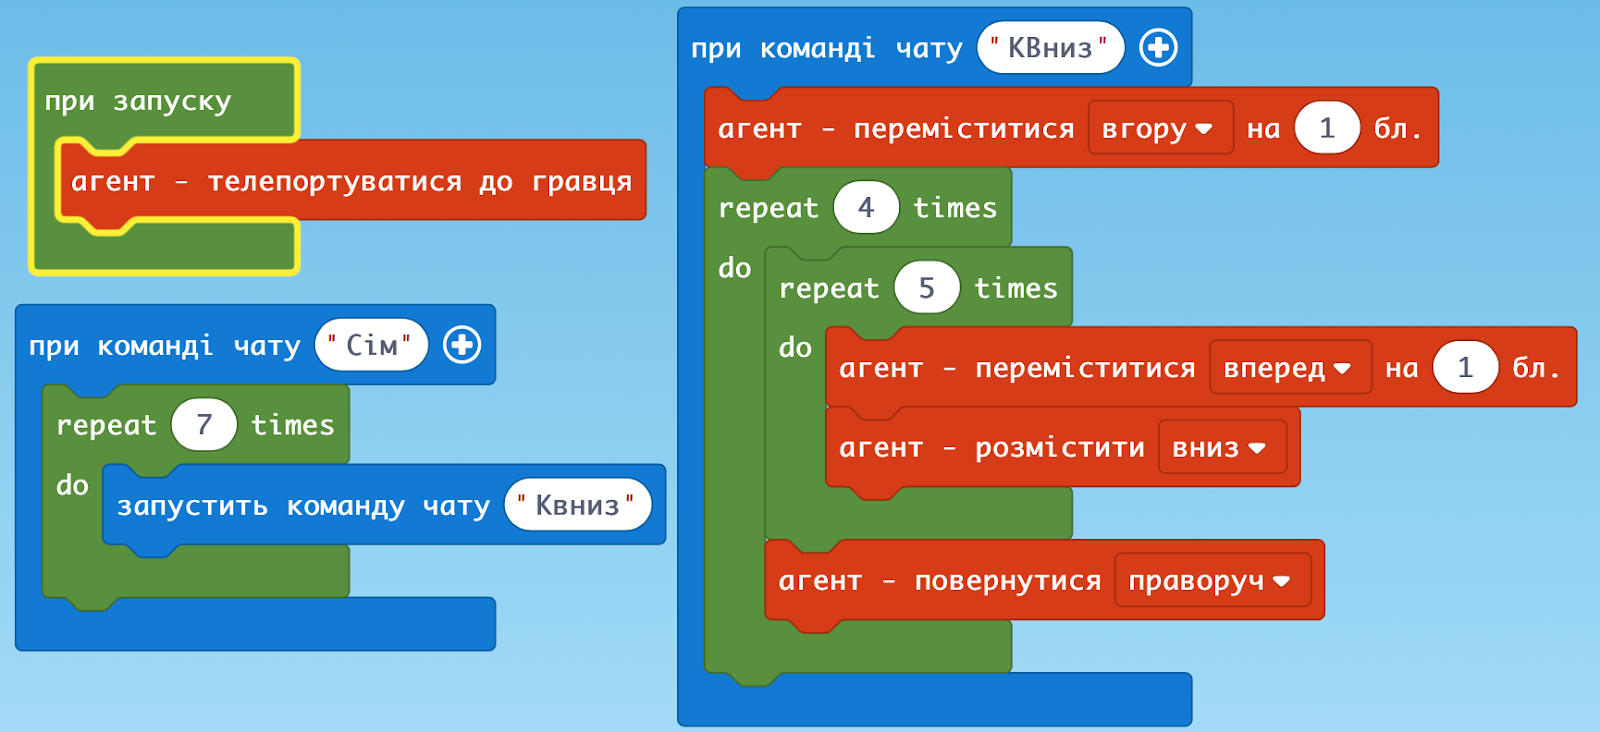 при запуску
агент - телепортуватися до гравця
при команді чату "Сім"
repeat 7 times
do
запустить команду чату "Квниз"
при команді чату "КВниз"
агент - переміститися вгору на 1 бл.
repeat 4 times
do
repeat 5 times
do
агент - переміститися вперед на 1 бл.
агент - розмістити вниз
агент - повернутися праворуч